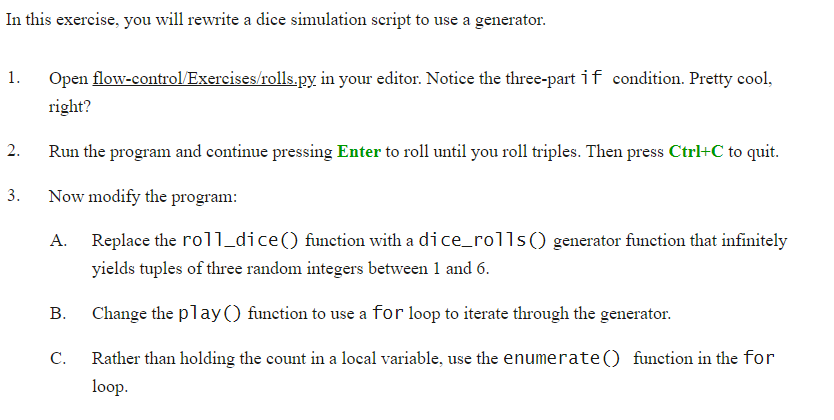 In this exercise, you will rewrite a dice simulation script to use a generator.
1. Open flow-control/Exercises/rolls.py in your editor. Notice the three-part if condition. Pretty cool,
right?
2. Run the program and continue pressing Enter to roll until you roll triples. Then press Ctrl+C to quit.
3. Now modify the program:
A. Replace the roll_dice() function with a dice_rolls() generator function that infinitely
yields tuples of three random integers between 1 and 6.
B. Change the play() function to use a for loop to iterate through the generator.
C. Rather than holding the count in a local variable, use the enumerate() function in the for
loop.